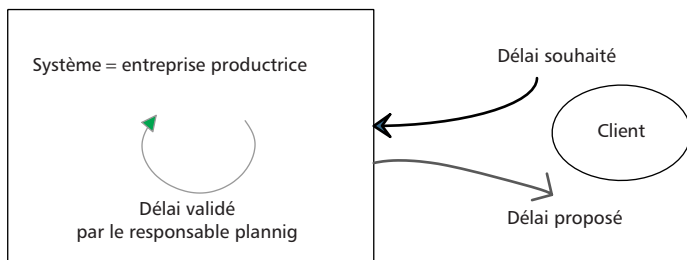 Système = entreprise productrice
Délai validé
par le responsable plannig
Délai souhaité
Client
Délai proposé